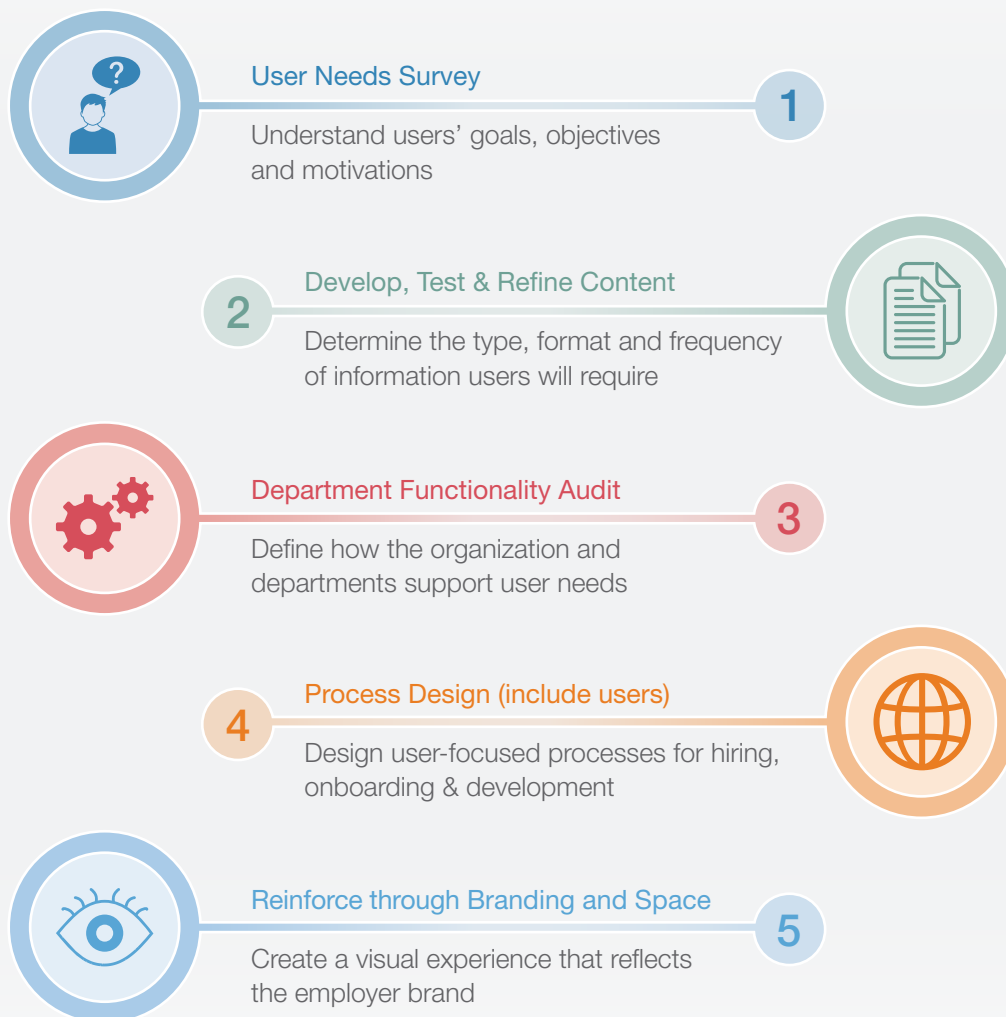 ?
User Needs Survey
1
Understand users’ goals, objectives
and motivations
Develop, Test & Refine Content
2
Determine the type, format and frequency
of information users will require
Department Functionality Audit
3
Define how the organization and
departments support user needs
Process Design (include users)
4
Design user-focused processes for hiring,
onboarding & development
Reinforce through Branding and Space
5
Create a visual experience that reflects
the employer brand